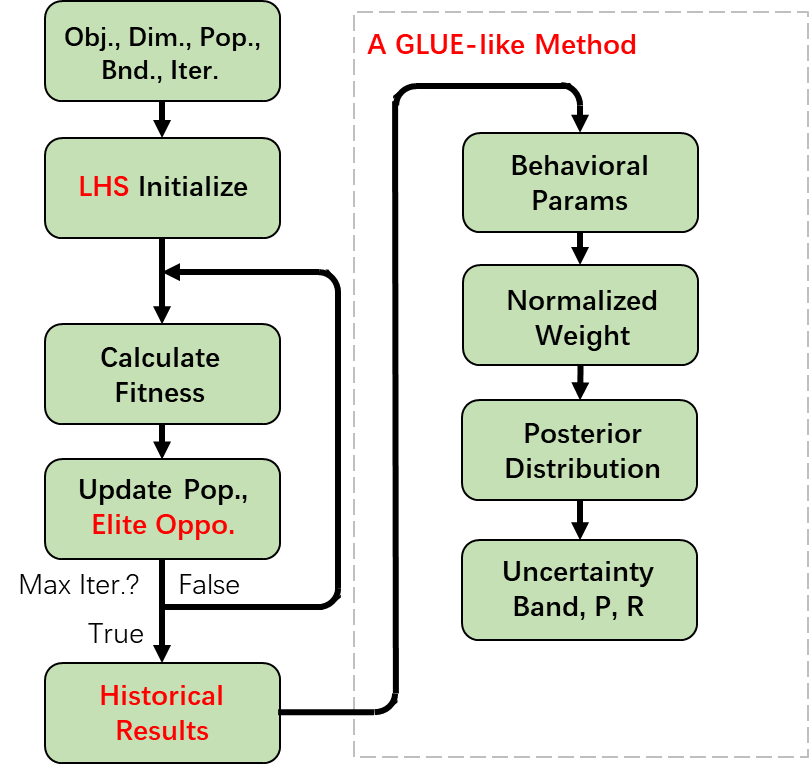 Obj., Dim., Pop.,
Bnd., Iter.
LHS Initialize
Calculate
Fitness
Update Pop.,
Elite Oppo.
Max Iter.? False
True
Historical
Results
A GLUE-like Method
Behavioral
Params
Normalized
Weight
Posterior
Distribution
Uncertainty
Band, P, R